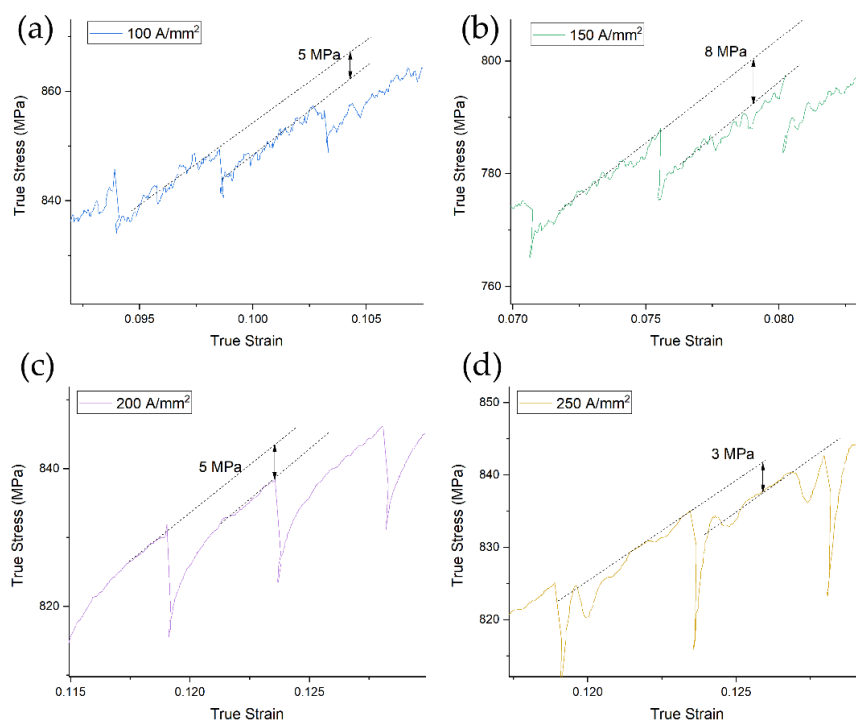 (a)
100 A/mm²
5 MPa
True Stress (MPa)
860
840
0.095
0.100
0.105
True Strain
(b)
150 A/mm²
8 MPa
True Stress (MPa)
800
780
760
0.070
0.075
0.080
True Strain
(c)
200 A/mm²
5 MPa
True Stress (MPa)
840
820
0.115
0.120
0.125
True Strain
(d)
250 A/mm²
3 MPa
True Stress (MPa)
850
840
830
820
0.120
0.125
True Strain